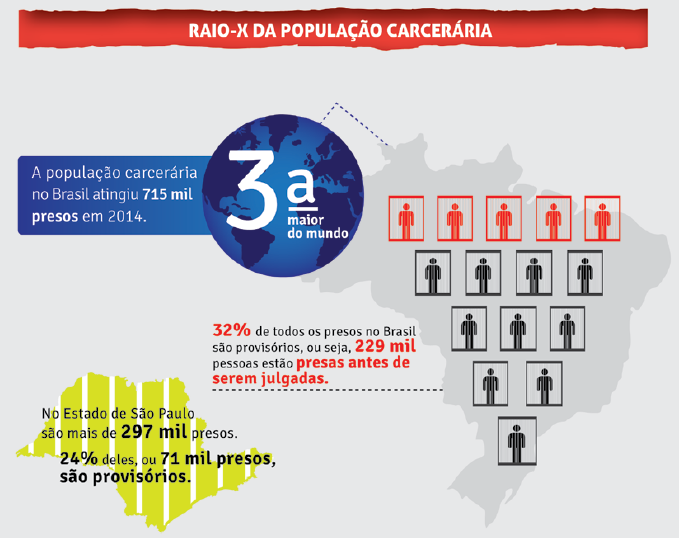 RAIO-X DA POPULAÇÃO CARCERÁRIA
A população carcerária
no Brasil atingiu 715 mil
presos em 2014.
3a
maior
do mundo
32% de todos os presos no Brasil
são provisórios, ou seja, 229 mil
pessoas estão presas antes de
serem julgadas.
No Estado de São Paulo
são mais de 297 mil presos.
24% deles, ou 71 mil presos,
são provisórios.